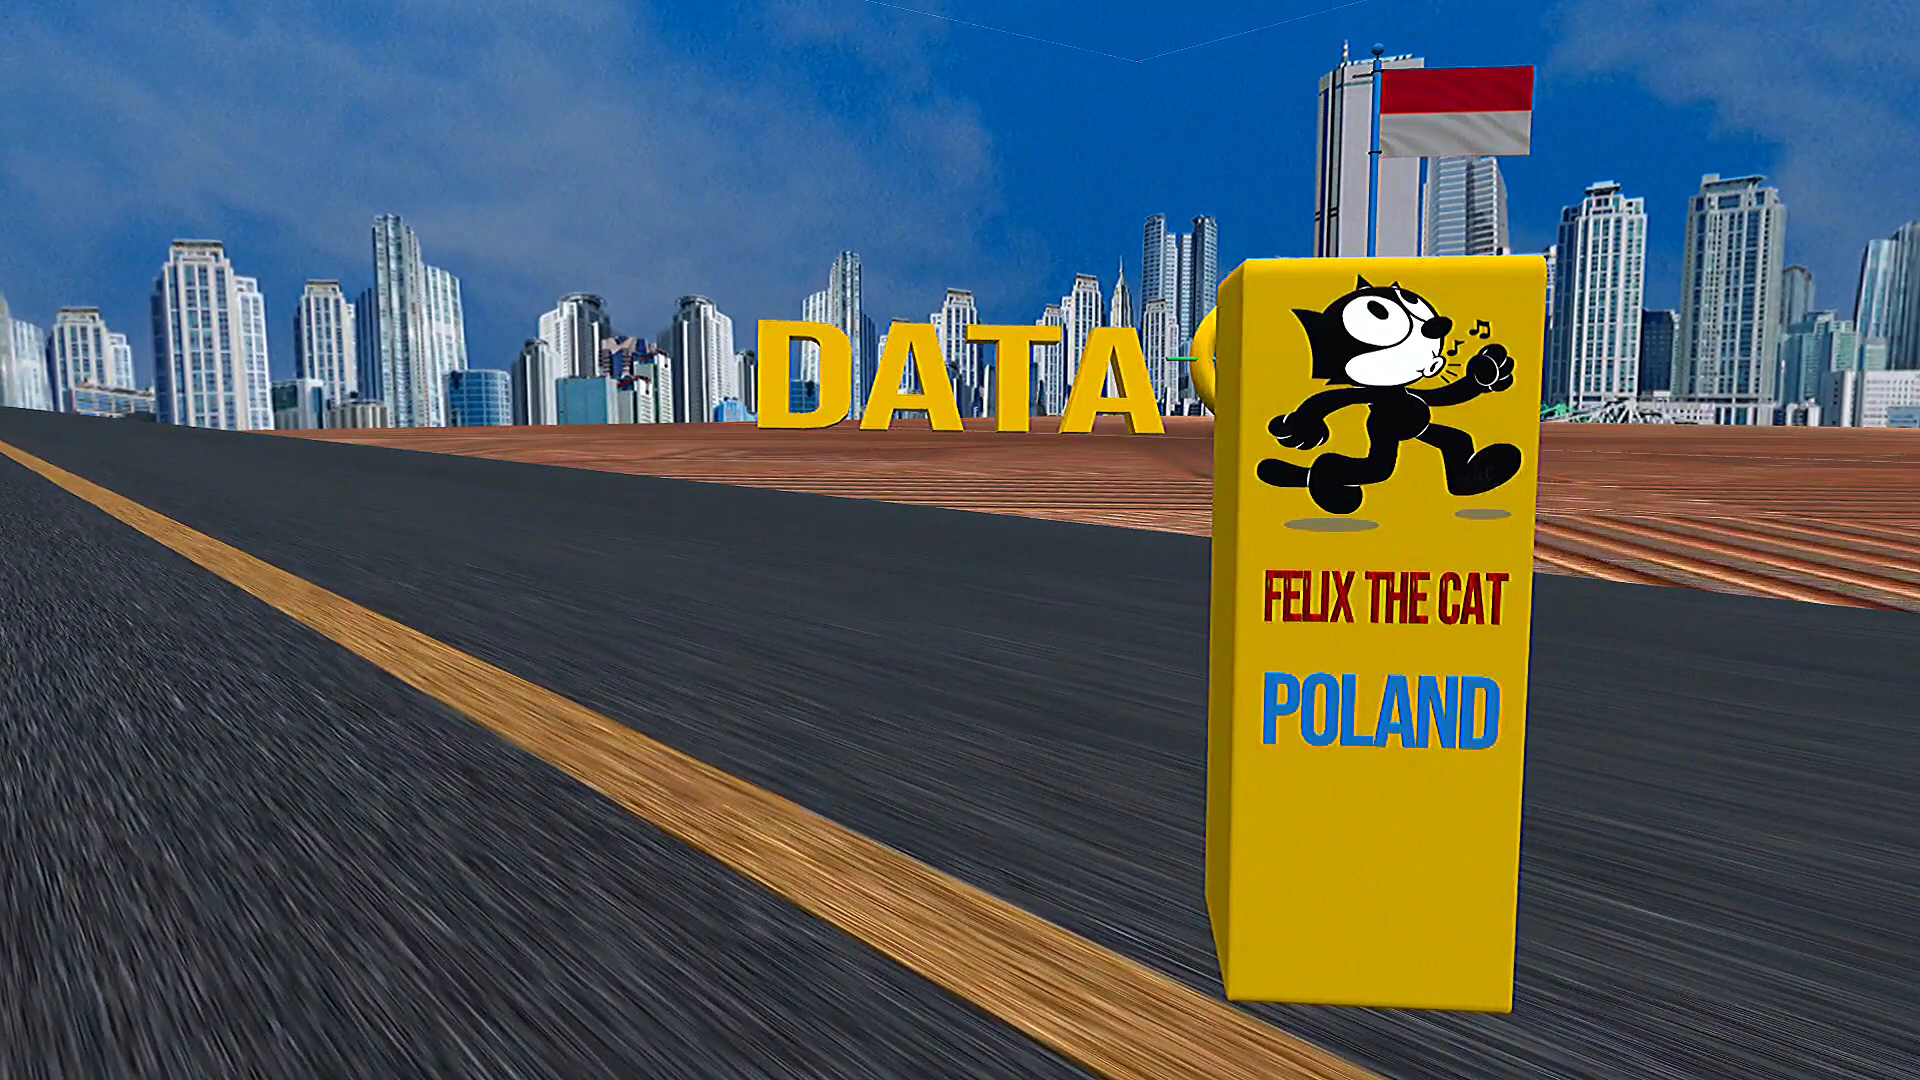 DATA
FELIX THE CAT
POLAND